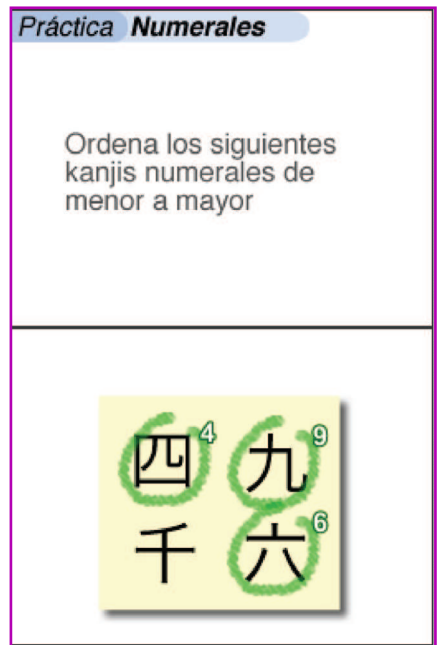 Práctica Numerales
Ordena los siguientes
kanjis numerales de
menor a mayor
四 4 九 9
千 六 6